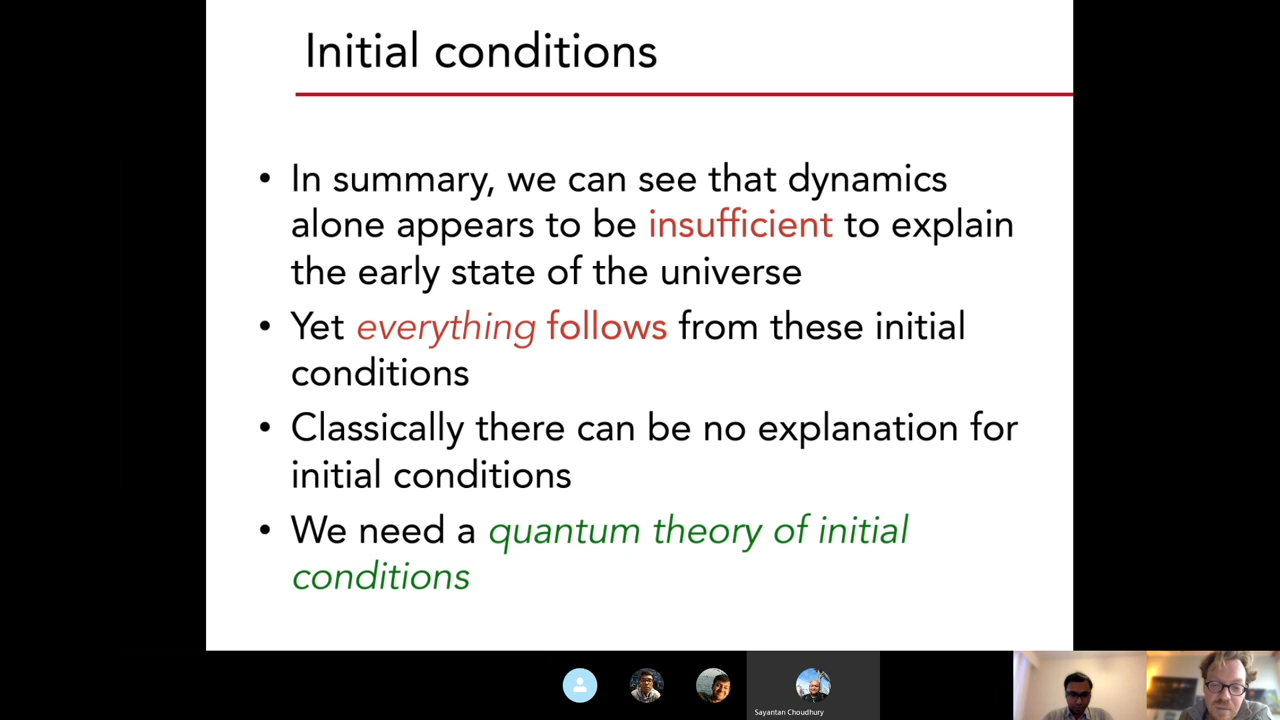 Initial conditions
• In summary, we can see that dynamics
alone appears to be insufficient to explain
the early state of the universe
• Yet everything follows from these initial
conditions
• Classically there can be no explanation for
initial conditions
• We need a quantum theory of initial
conditions
Sayantan Choudhury